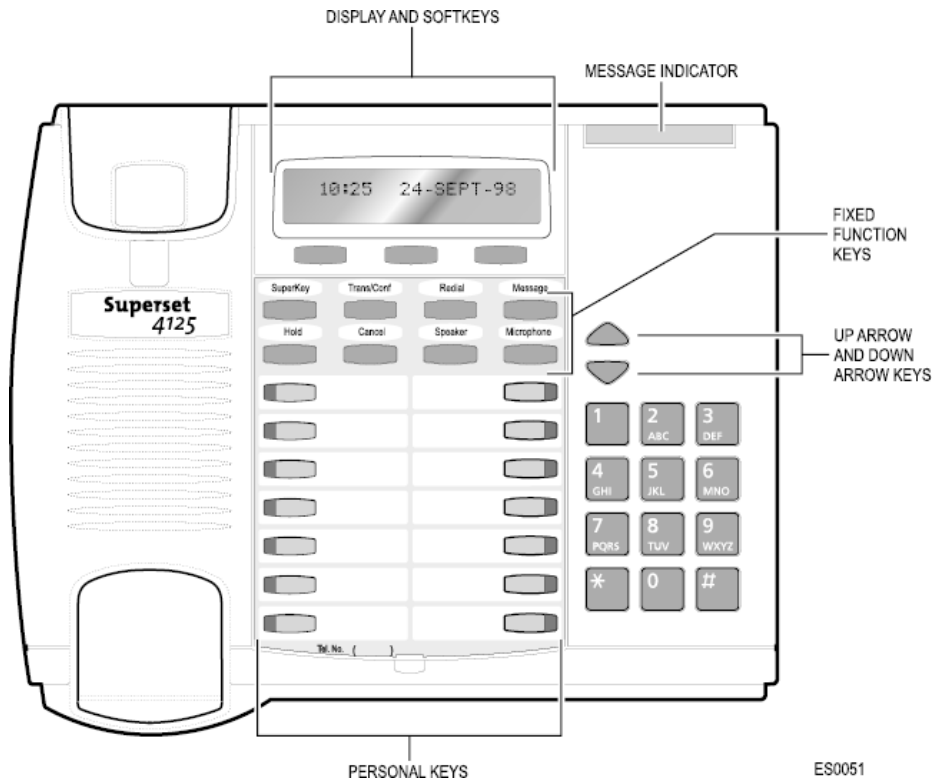 DISPLAY AND SOFTKEYS
MESSAGE INDICATOR
10:25 24-SEPT-98
FIXED
FUNCTION
KEYS
SuperKey Trans/Conf Redial Message
Superset
4125
Hold Cancel Speaker Microphone
UP ARROW
AND DOWN
ARROW KEYS
1 2 3
ABC DEF
4 5 6
GHI JKL MNO
7 8 9
PQRS TUV WXYZ
* 0 #
Tel. No. ( )
PERSONAL KEYS
ES0051